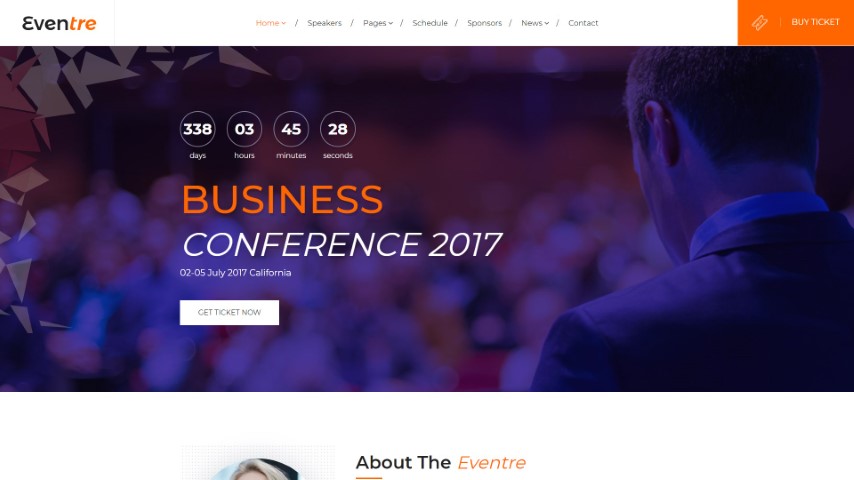 Eventre
Home / Speakers / Pages / Schedule / Sponsors / News / Contact
BUY TICKET
338 03 45 28
days hours minutes seconds
BUSINESS
CONFERENCE 2017
02-05 July 2017 California
GET TICKET NOW
About The Eventre